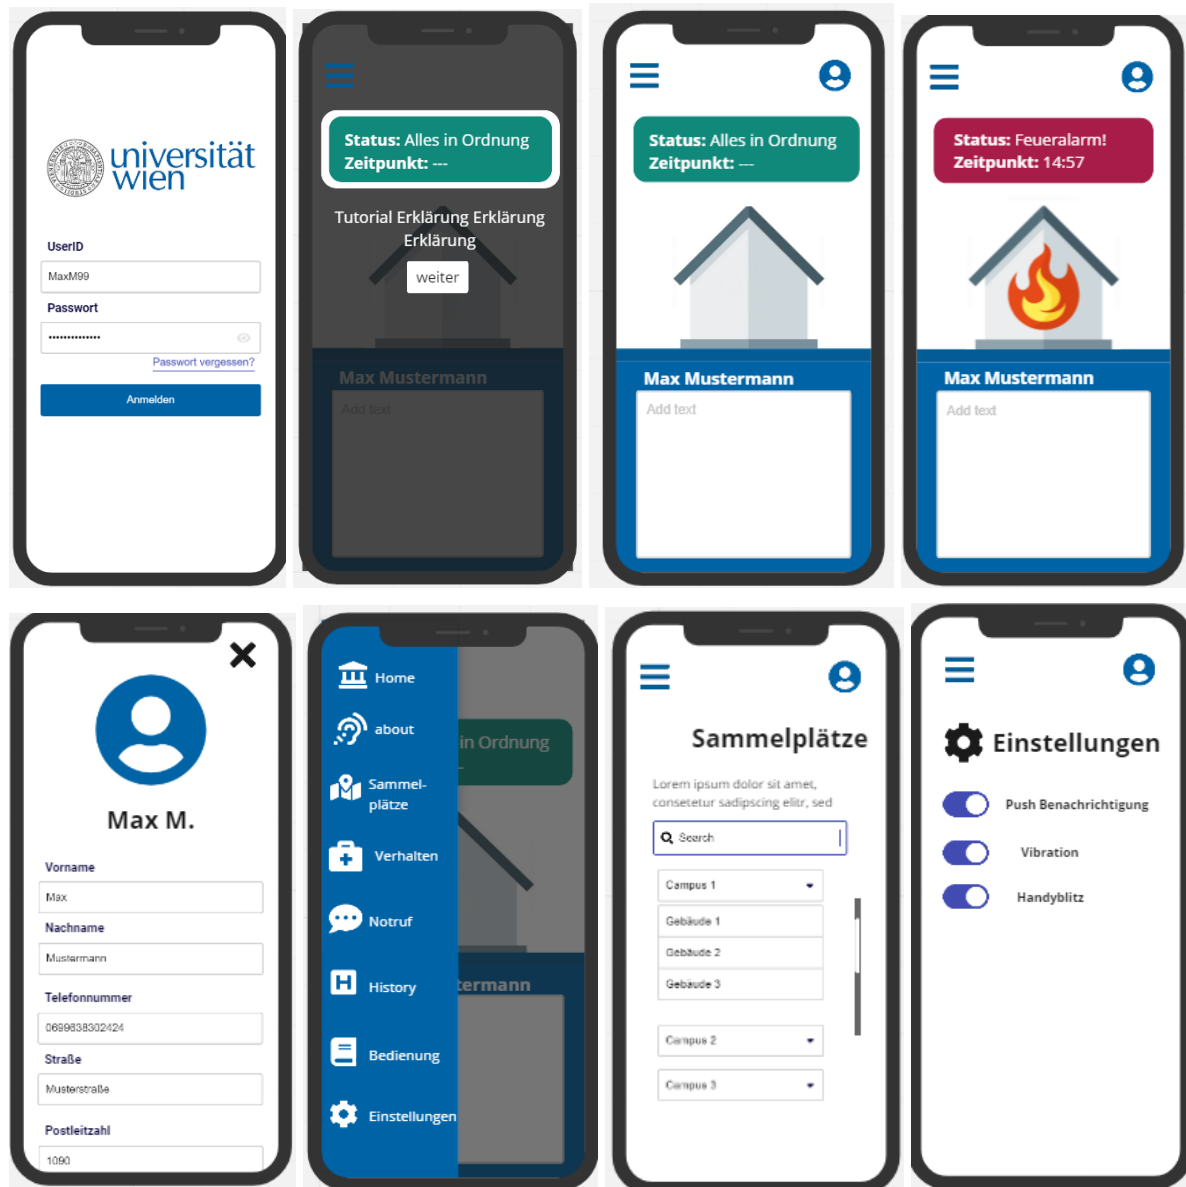 universität
wien
UserID
MaxM99
Passwort
••••••••••••••
Passwort vergessen?
Anmelden
Status: Alles in Ordnung
Zeitpunkt: ---
Tutorial Erklärung Erklärung
Erklärung
weiter
Max Mustermann
Add text
Status: Alles in Ordnung
Zeitpunkt: ---
Max Mustermann
Add text
Status: Feueralarm!
Zeitpunkt: 14:57
Max Mustermann
Add text
Max M.
Vorname
Max
Nachname
Mustermann
Telefonnummer
0699638302424
Straße
Musterstraße
Postleitzahl
1090
Home
about
Sammel-
plätze
Verhalten
Notruf
H History
Bedienung
Einstellungen
in Ordnung
termann
Sammelplätze
Lorem ipsum dolor sit amet,
consetetur sadipscing elitr, sed
Search
Campus 1
Gebäude 1
Gebäude 2
Gebäude 3
Campus 2
Campus 3
Einstellungen
Push Benachrichtigung
Vibration
Handyblitz